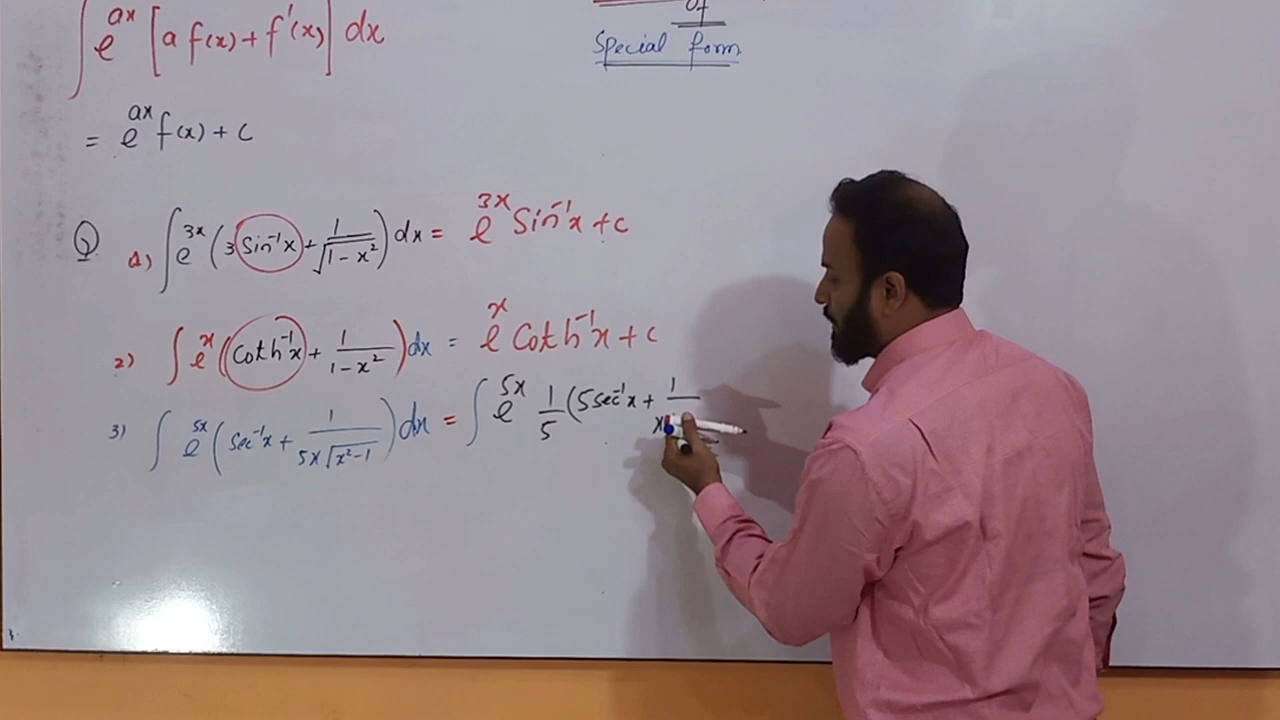 ∫ e^{ax} [a f(x) + f'(x)] dx
of
Special form
= e^{ax} f(x) + c
Q a) ∫ e^{3x} (3 Sin⁻¹x + 1/√(1 - x²)) dx = e^{3x} Sin⁻¹x + c
2) ∫ e^x (Coth⁻¹x + 1/(1 - x²)) dx = e^x Coth⁻¹x + c
3) ∫ e^{5x} (Sec⁻¹x + 1/(5x√(x²-1))) dx = ∫ e^{5x} 1/5 (5 sec⁻¹x + 1/x